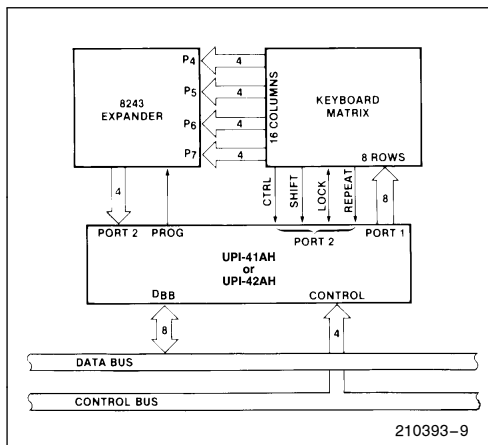 8243
EXPANDER
P4
P5
P6
P7
4
4
4
4
16 COLUMNS
KEYBOARD
MATRIX
8 ROWS
4
CTRL
SHIFT
LOCK
REPEAT
8
PORT 2
PROG
PORT 2
PORT 1
UPI-41AH
or
UPI-42AH
DBB
CONTROL
8
4
DATA BUS
CONTROL BUS
210393–9